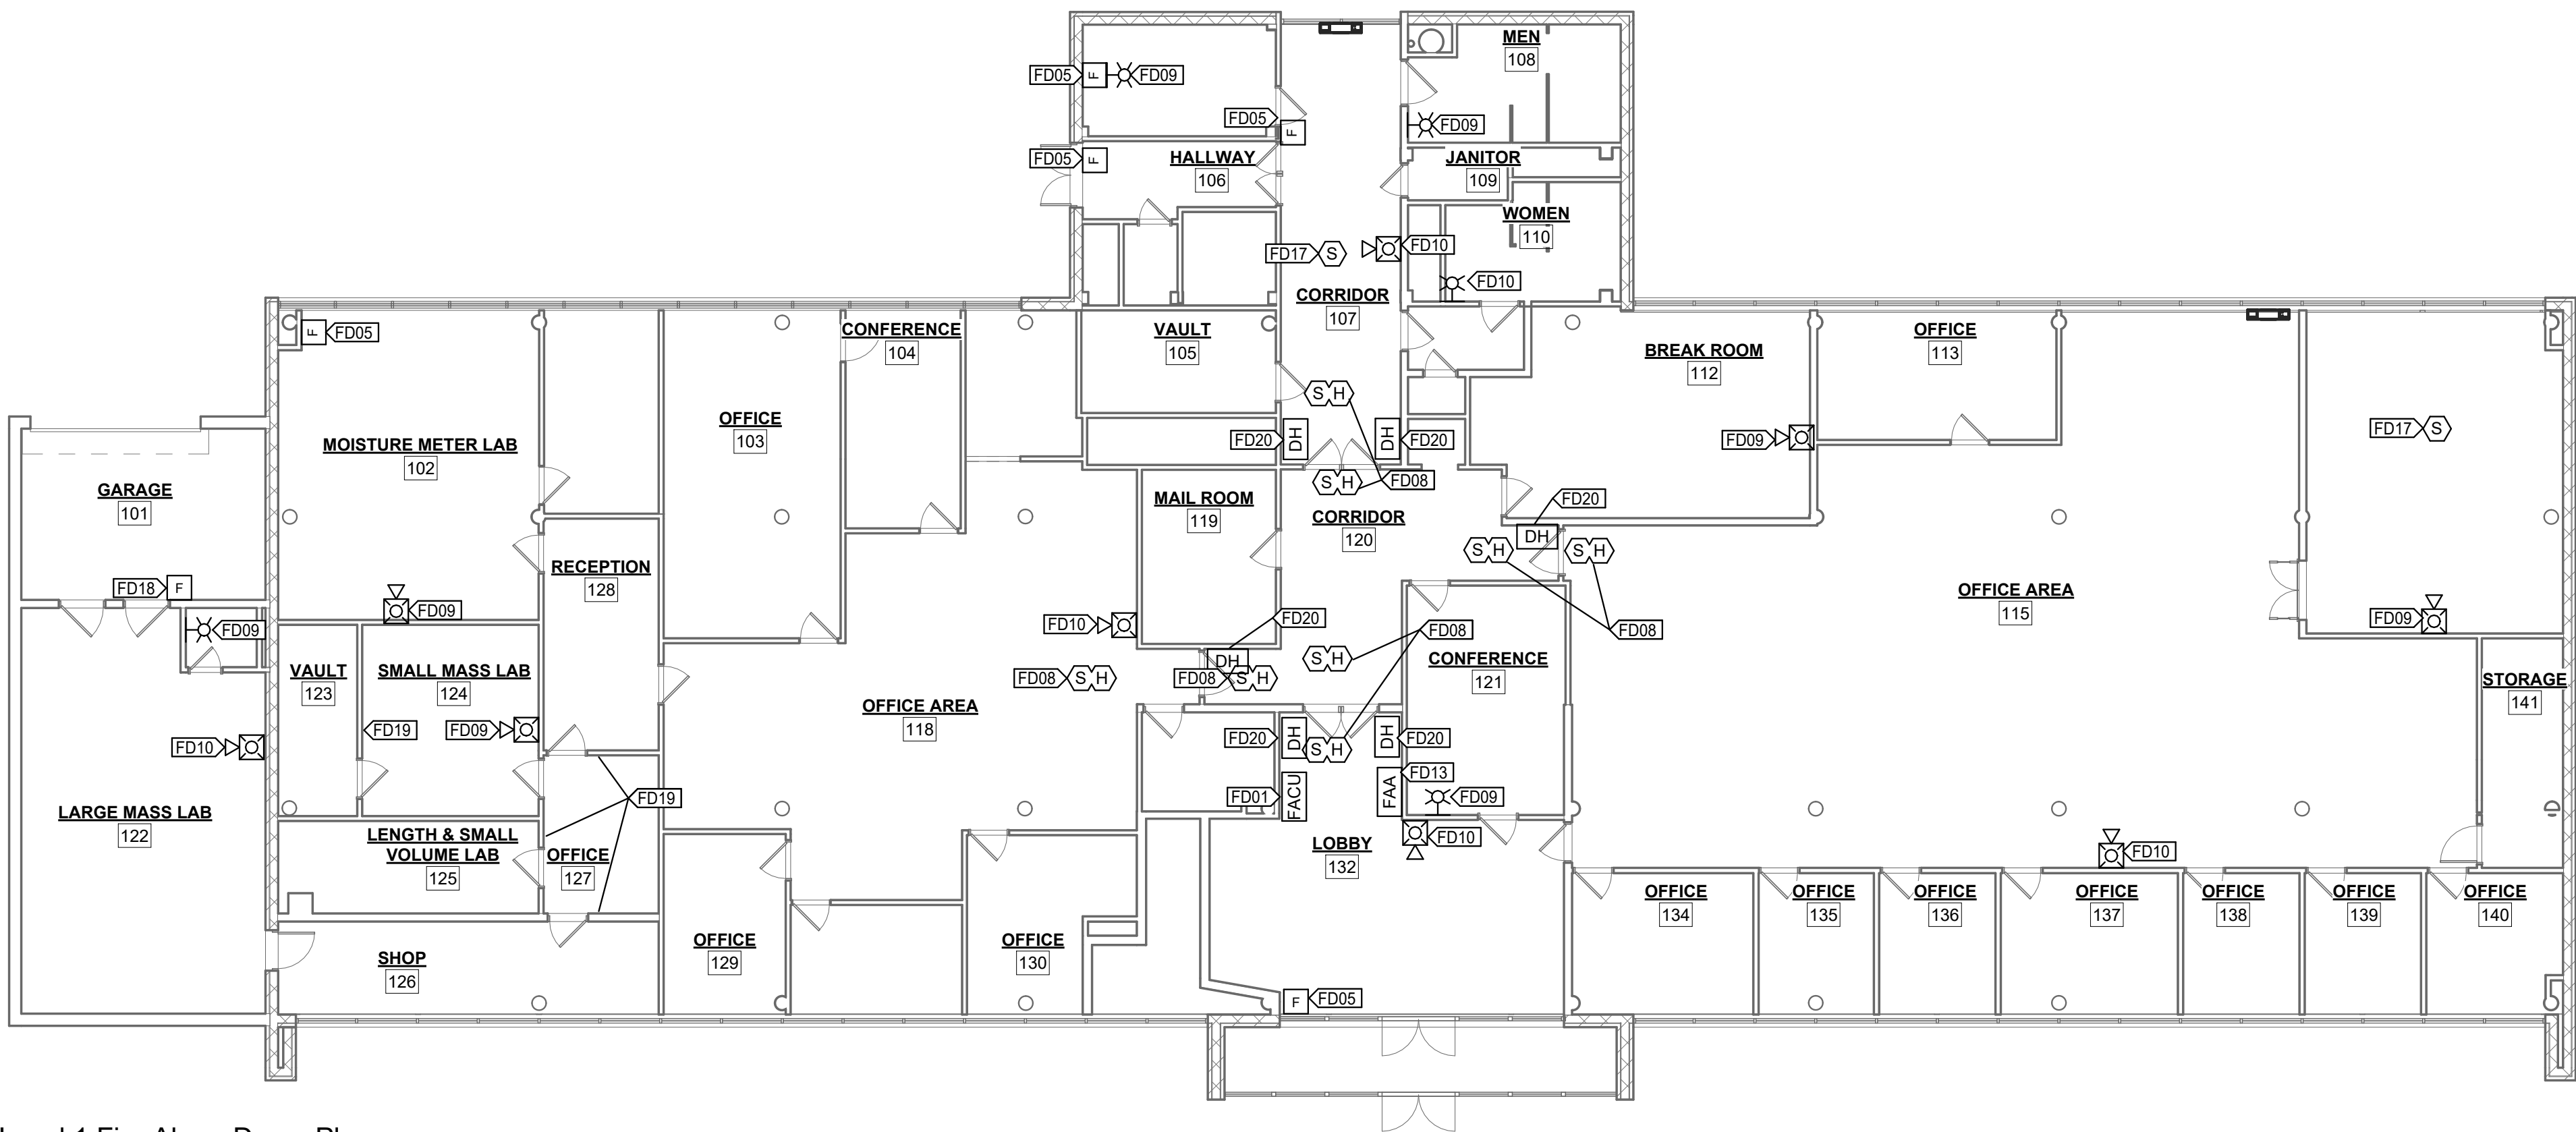 MEN
108
FD05
F
FD09
FD05
F
FD09
FD05
F
HALLWAY
106
JANITOR
109
WOMEN
110
FD17
S
FD10
FD10
CORRIDOR
107
F
FD05
CONFERENCE
104
VAULT
105
BREAK ROOM
112
OFFICE
113
OFFICE
103
S H
MOISTURE METER LAB
102
FD20
DH
DH
FD20
FD09
FD17
S
GARAGE
101
S H
FD08
MAIL ROOM
119
CORRIDOR
120
FD20
DH
S H
S H
RECEPTION
128
FD18
F
FD09
OFFICE AREA
115
FD09
FD09
FD10
FD20
FD08
FD08
DH
S H
CONFERENCE
121
VAULT
123
SMALL MASS LAB
124
FD08
S H
FD08
S H
STORAGE
141
OFFICE AREA
118
FD19
FD09
FD10
FD20
DH
S H
DH
FD20
FD13
FAA
FD01
FACU
FD09
FD19
LARGE MASS LAB
122
LENGTH & SMALL
VOLUME LAB
125
OFFICE
127
LOBBY
132
FD10
FD10
OFFICE
134
OFFICE
135
OFFICE
136
OFFICE
137
OFFICE
138
OFFICE
139
OFFICE
140
OFFICE
129
OFFICE
130
SHOP
126
F
FD05